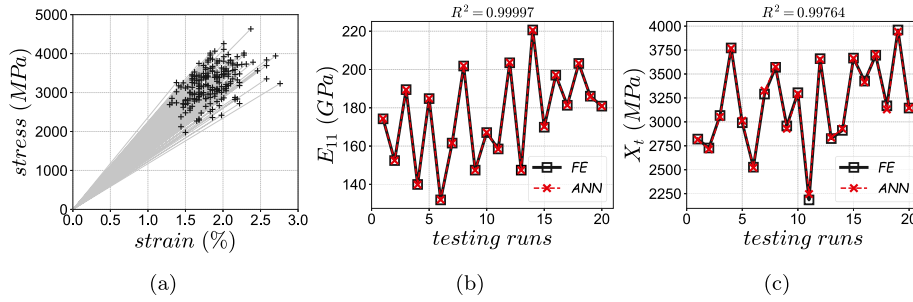 R² = 0.99997
R² = 0.99764
stress (MPa)
5000
4000
3000
2000
1000
0
0.0 0.5 1.0 1.5 2.0 2.5 3.0
strain (%)
(a)
E₁₁ (GPa)
220
200
180
160
140
FE
ANN
0 5 10 15 20
testing runs
(b)
X_t (MPa)
4000
3750
3500
3250
3000
2750
2500
2250
FE
ANN
0 5 10 15 20
testing runs
(c)